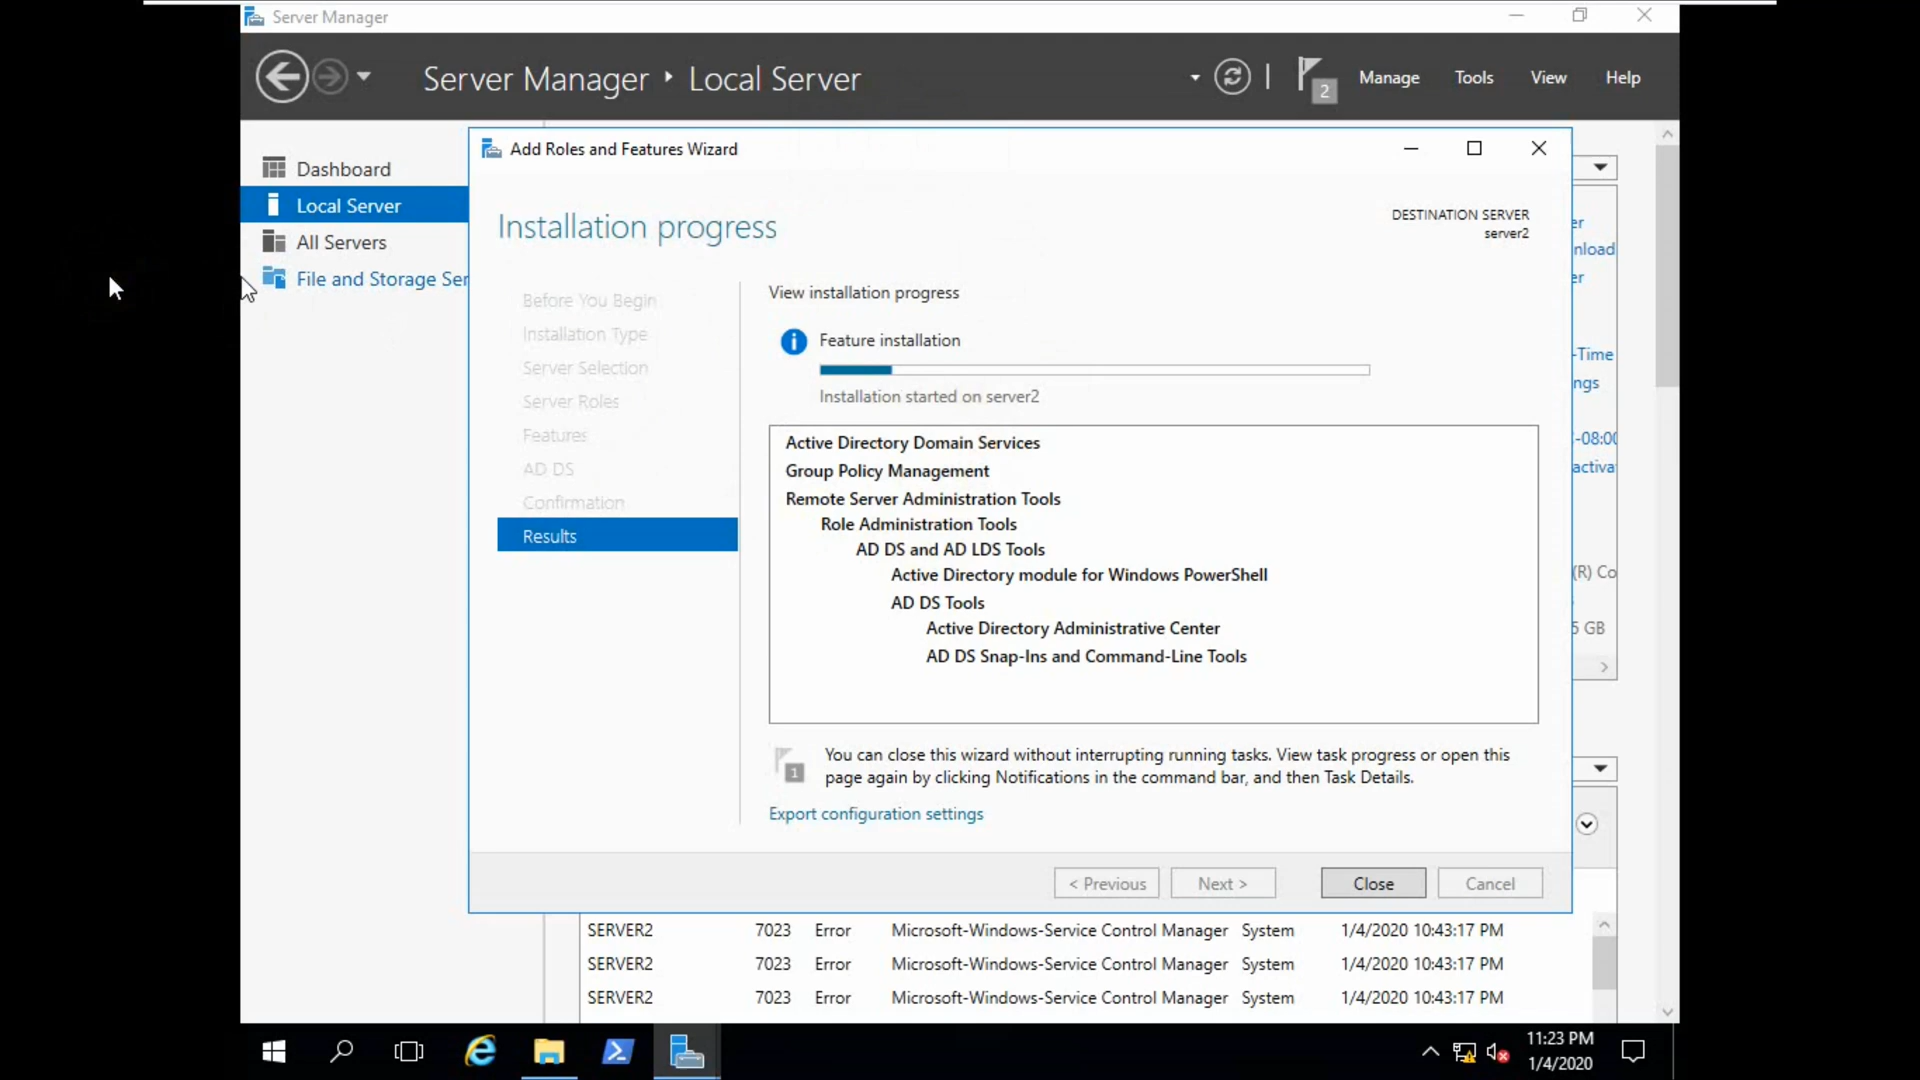 Server Manager
Server Manager ‣ Local Server
2
Manage
Tools
View
Help
Dashboard
Local Server
All Servers
File and Storage Ser
Add Roles and Features Wizard
Installation progress
DESTINATION SERVER
server2
Before You Begin
Installation Type
Server Selection
Server Roles
Features
AD DS
Confirmation
Results
View installation progress
Feature installation
Installation started on server2
Active Directory Domain Services
Group Policy Management
Remote Server Administration Tools
Role Administration Tools
AD DS and AD LDS Tools
Active Directory module for Windows PowerShell
AD DS Tools
Active Directory Administrative Center
AD DS Snap-Ins and Command-Line Tools
1
You can close this wizard without interrupting running tasks. View task progress or open this
page again by clicking Notifications in the command bar, and then Task Details.
Export configuration settings
< Previous
Next >
Close
Cancel
er
nload
er
-Time
ngs
-08:00
activa
(R) Co
5 GB
SERVER2 7023 Error Microsoft-Windows-Service Control Manager System 1/4/2020 10:43:17 PM
SERVER2 7023 Error Microsoft-Windows-Service Control Manager System 1/4/2020 10:43:17 PM
SERVER2 7023 Error Microsoft-Windows-Service Control Manager System 1/4/2020 10:43:17 PM
11:23 PM
1/4/2020